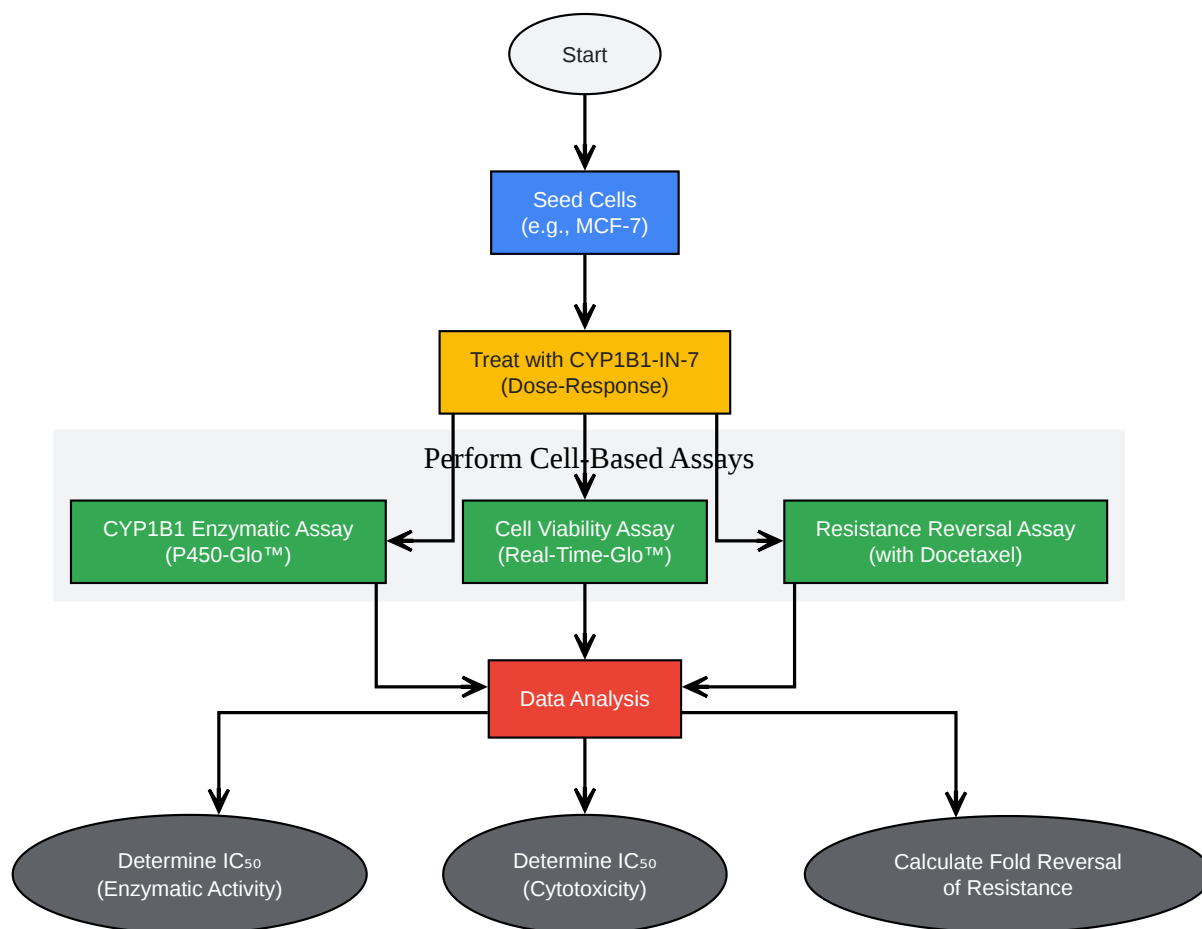 Start
Seed Cells
(e.g., MCF-7)
Treat with CYP1B1-IN-7
(Dose-Response)
Perform Cell-Based Assays
CYP1B1 Enzymatic Assay
(P450-Glo™)
Cell Viability Assay
(Real-Time-Glo™)
Resistance Reversal Assay
(with Docetaxel)
Data Analysis
Determine IC₅₀
(Enzymatic Activity)
Determine IC₅₀
(Cytotoxicity)
Calculate Fold Reversal
of Resistance